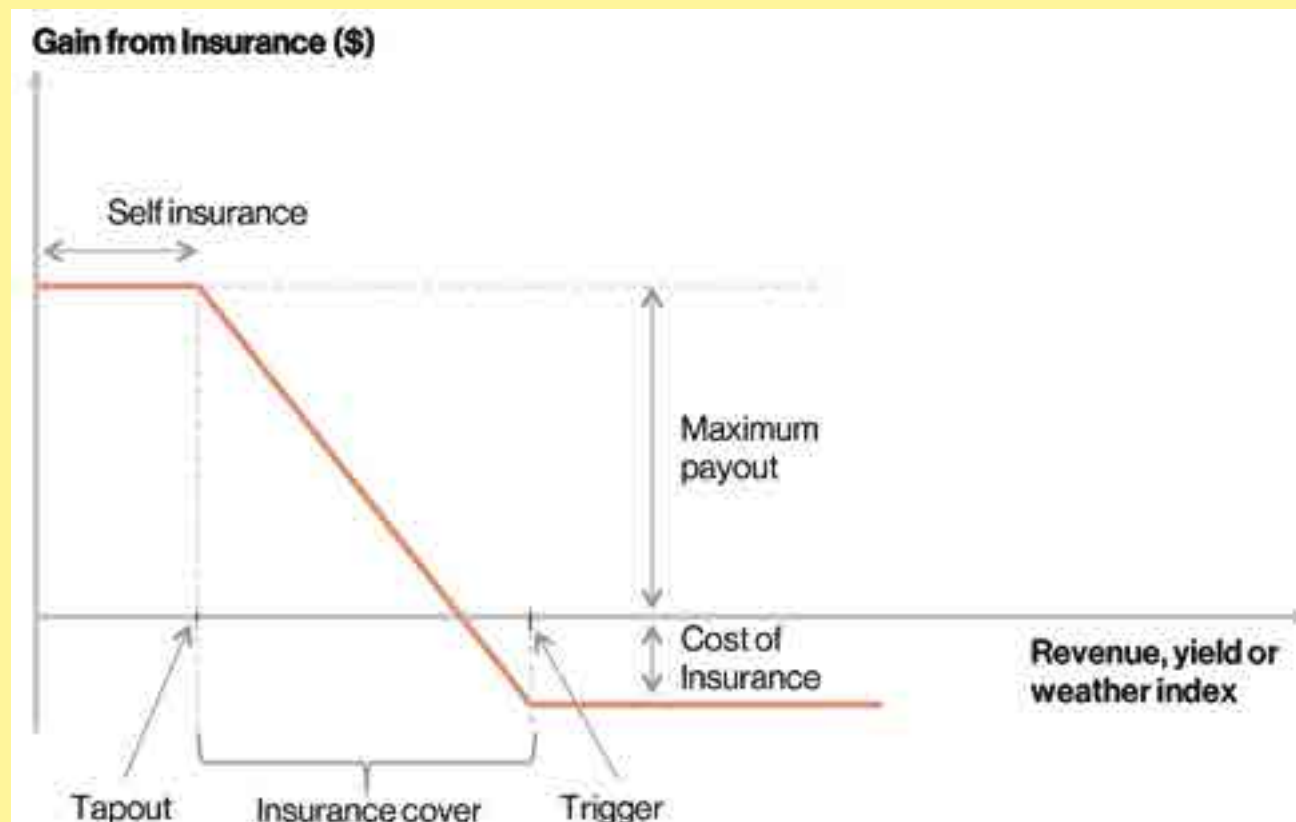 Gain from Insurance ($)
Self insurance
Maximum
payout
Cost of
Insurance
Revenue, yield or
weather index
Tapout
Insurance cover
Trigger